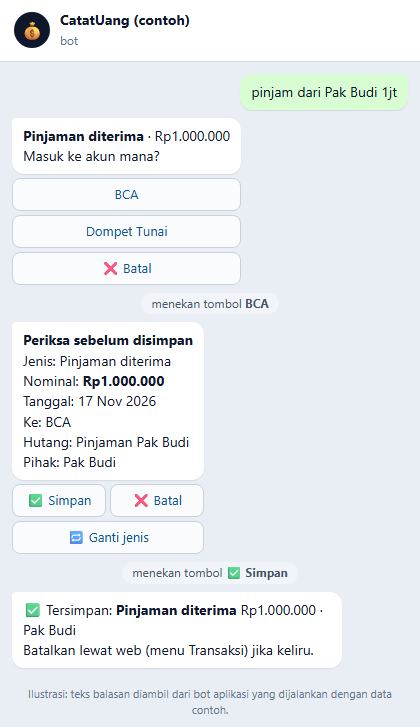 CatatUang (contoh)
bot
pinjam dari Pak Budi 1jt
Pinjaman diterima · Rp1.000.000
Masuk ke akun mana?
BCA
Dompet Tunai
❌ Batal
menekan tombol BCA
Periksa sebelum disimpan
Jenis: Pinjaman diterima
Nominal: Rp1.000.000
Tanggal: 17 Nov 2026
Ke: BCA
Hutang: Pinjaman Pak Budi
Pihak: Pak Budi
✅ Simpan ❌ Batal
🔁 Ganti jenis
menekan tombol ✅ Simpan
✅ Tersimpan: Pinjaman diterima Rp1.000.000 ·
Pak Budi
Batalkan lewat web (menu Transaksi) jika keliru.
Ilustrasi: teks balasan diambil dari bot aplikasi yang dijalankan dengan data
contoh.